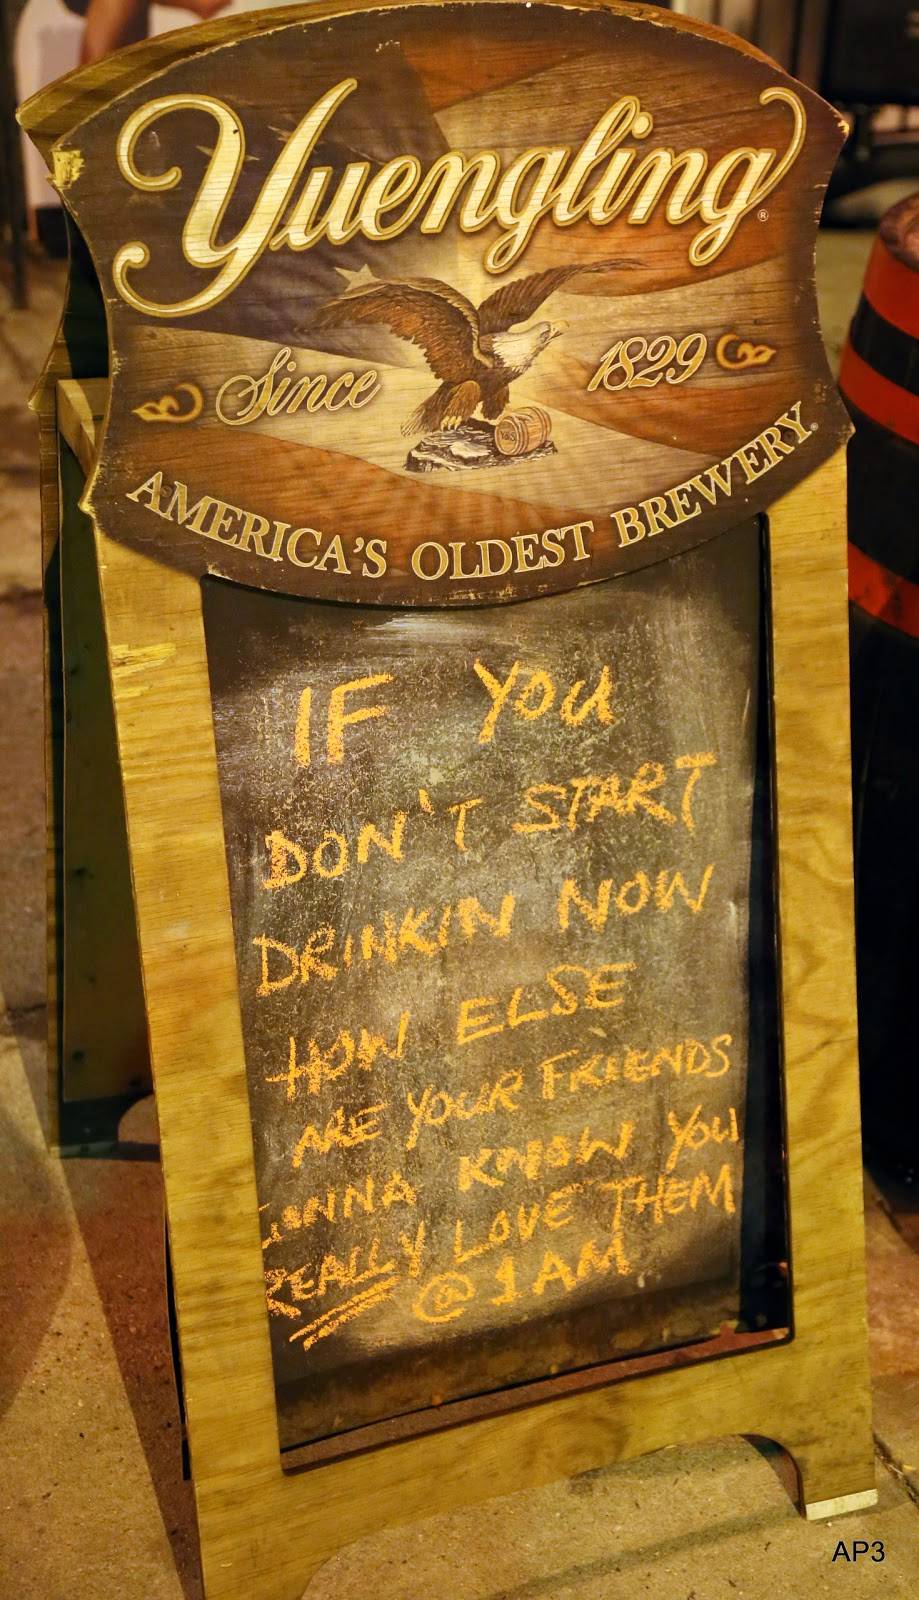 Yuengling®
Since 1829
Y&S
AMERICA'S OLDEST BREWERY®
IF YOU
DON'T START
DRINKIN NOW
HOW ELSE
ARE YOUR FRIENDS
GONNA KNOW YOU
REALLY LOVE THEM
@ 1AM
AP3